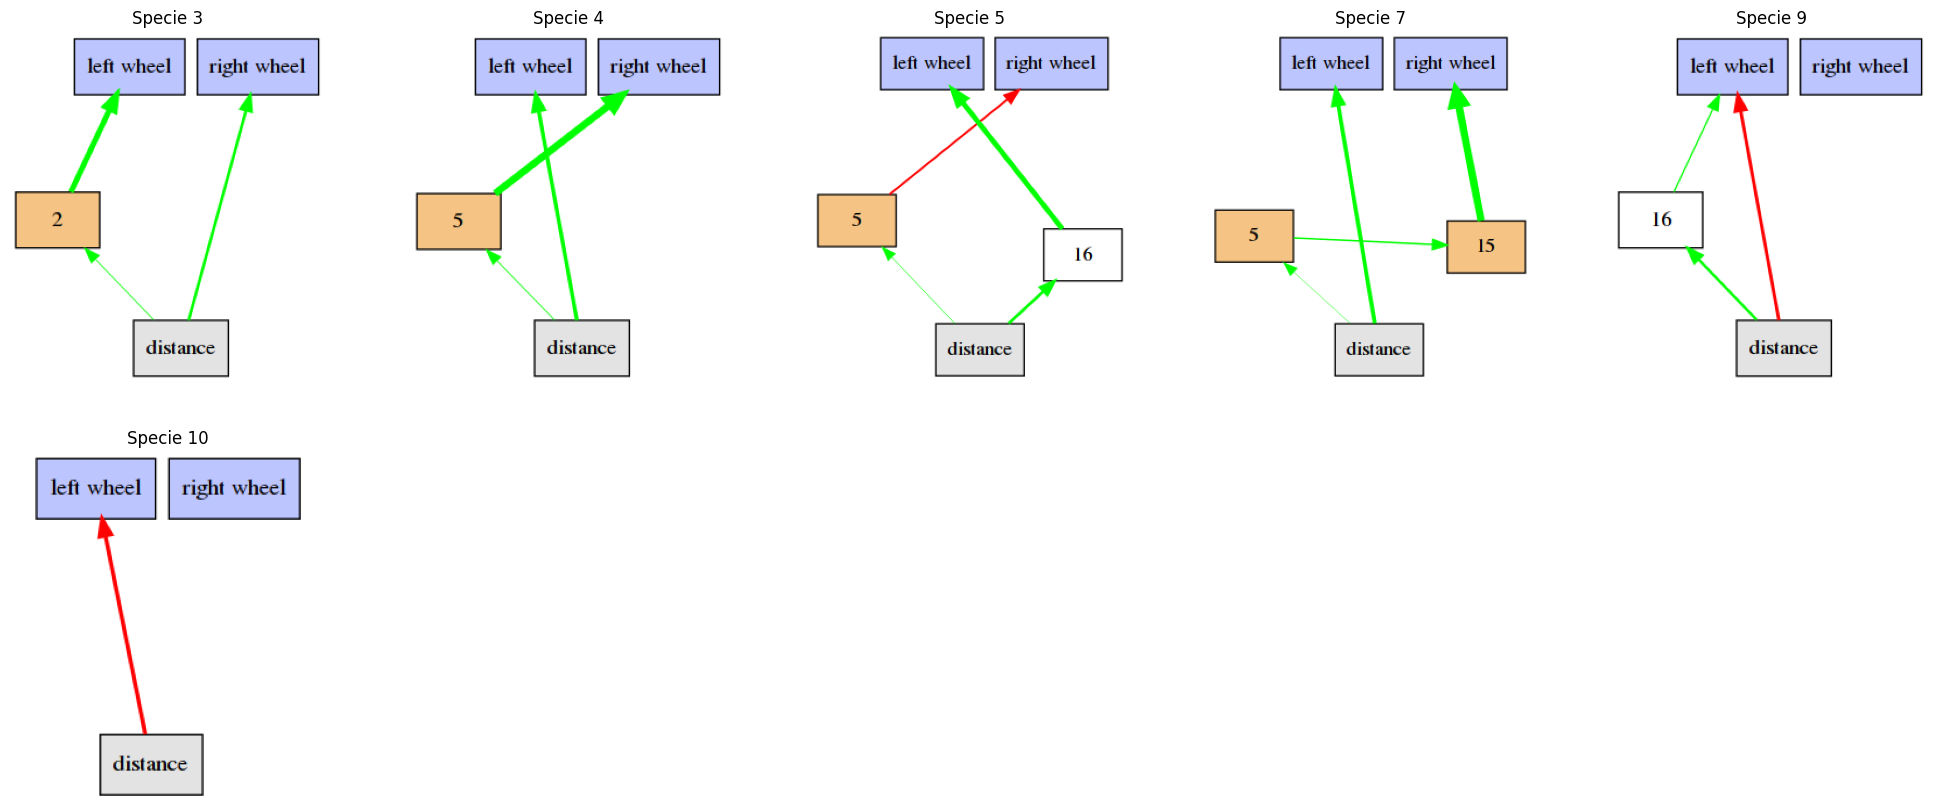 Specie 3
left wheel
right wheel
2
distance
Specie 4
left wheel
right wheel
5
distance
Specie 5
left wheel
right wheel
5
16
distance
Specie 7
left wheel
right wheel
5
15
distance
Specie 9
left wheel
right wheel
16
distance
Specie 10
left wheel
right wheel
distance